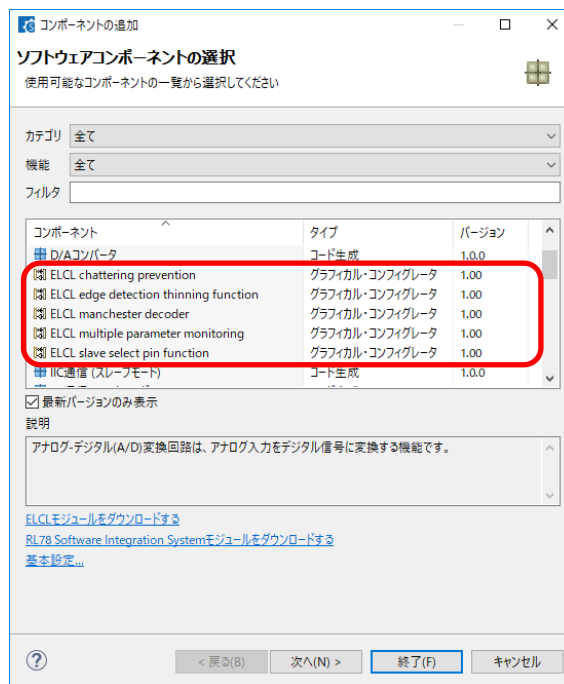 コンポーネントの追加
ソフトウェアコンポーネントの選択
使用可能なコンポーネントの一覧から選択してください
カテゴリ 全て
機能 全て
フィルタ
コンポーネント タイプ バージョン
D/Aコンバータ コード生成 1.0.0
ELCL chattering prevention グラフィカル・コンフィグレータ 1.00
ELCL edge detection thinning function グラフィカル・コンフィグレータ 1.00
ELCL manchester decoder グラフィカル・コンフィグレータ 1.00
ELCL multiple parameter monitoring グラフィカル・コンフィグレータ 1.00
ELCL slave select pin function グラフィカル・コンフィグレータ 1.00
IIC通信 (スレーブモード) コード生成 1.0.0
最新バージョンのみ表示
説明
アナログ-デジタル(A/D)変換回路は、アナログ入力をデジタル信号に変換する機能です。
ELCLモジュールをダウンロードする
RL78 Software Integration Systemモジュールをダウンロードする
基本設定...
< 戻る(B) 次へ(N) > 終了(F) キャンセル